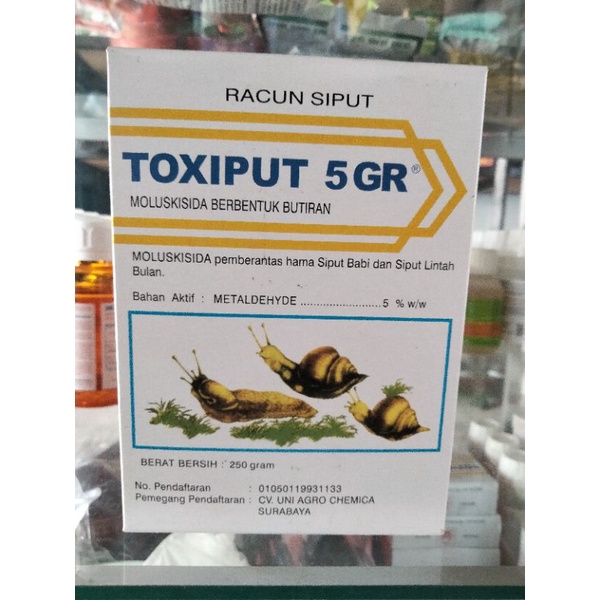 RACUN SIPUT
TOXIPUT 5GR®
MOLUSKISIDA BERBENTUK BUTIRAN
MOLUSKISIDA pemberantas hama Siput Babi dan Siput Lintah
Bulan.
Bahan Aktif : METALDEHYDE ........................5 % w/w
BERAT BERSIH : 250 gram
No. Pendaftaran : 01050119931133
Pemegang Pendaftaran : CV. UNI AGRO CHEMICA
SURABAYA